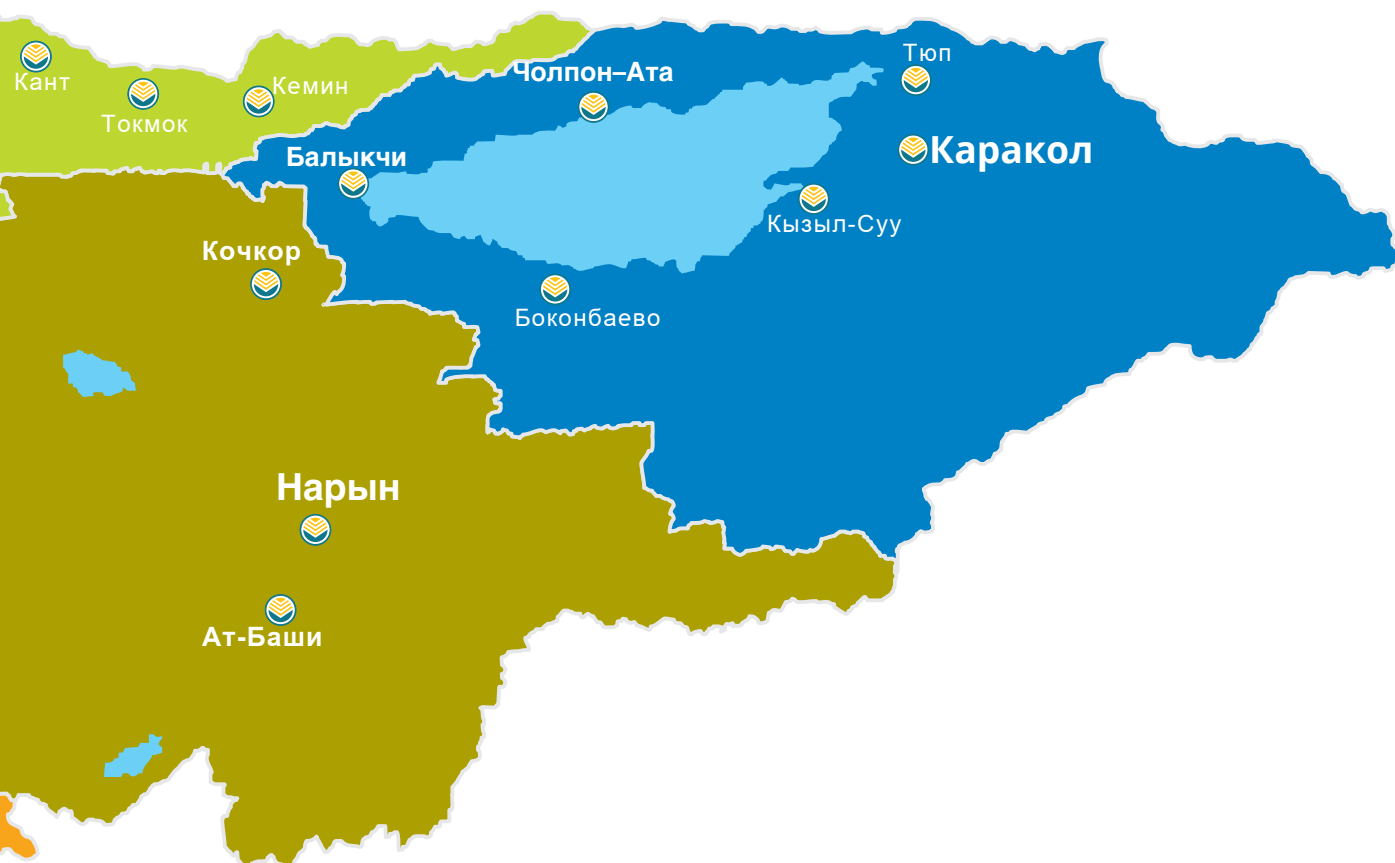 Тюп
Чолпон–Ата
Кант
Кемин
Токмок
Каракол
Балыкчи
Кызыл-Суу
Кочкор
Боконбаево
Нарын
Ат-Баши